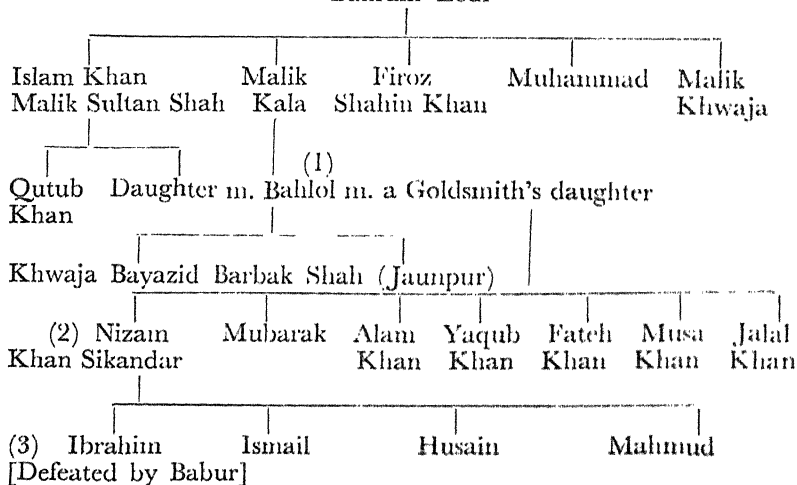 Islam Khan Malik Firoz Muhammad Malik
Malik Sultan Shah Kala Shahin Khan Khwaja
(1)
Qutub Daughter m. Bahlol m. a Goldsmith's daughter
Khan
Khwaja Bayazid Barbak Shah (Jaunpur)
(2) Nizam Mubarak Alam Yaqub Fateh Musa Jalal
Khan Sikandar Khan Khan Khan Khan Khan
(3) Ibrahim Ismail Husain Mahmud
[Defeated by Babur]